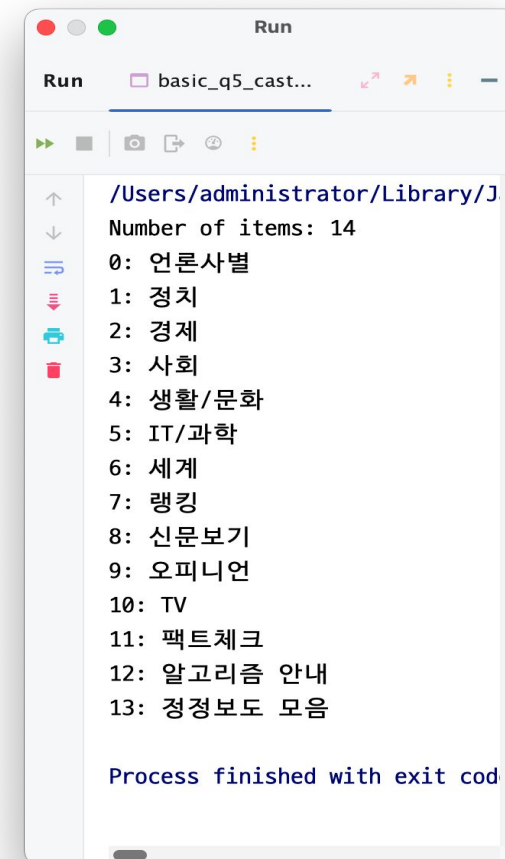 Run
Run basic_q5_cast...
/Users/administrator/Library/J
Number of items: 14
0: 언론사별
1: 정치
2: 경제
3: 사회
4: 생활/문화
5: IT/과학
6: 세계
7: 랭킹
8: 신문보기
9: 오피니언
10: TV
11: 팩트체크
12: 알고리즘 안내
13: 정정보도 모음
Process finished with exit cod